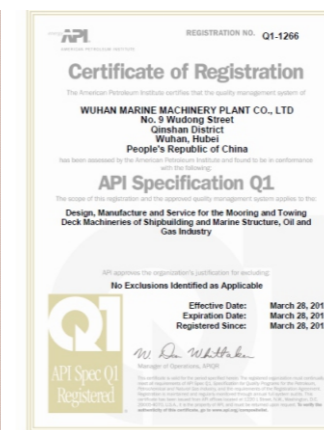 API
AMERICAN PETROLEUM INSTITUTE
REGISTRATION NO. Q1-1266
Certificate of Registration
The American Petroleum Institute certifies that the quality management system of
WUHAN MARINE MACHINERY PLANT CO., LTD
No. 9 Wudong Street
Qinshan District
Wuhan, Hubei
People's Republic of China
has been assessed by the American Petroleum Institute and found to be in conformance
with the following:
API Specification Q1
The scope of this registration and the approved quality management system applies to the:
Design, Manufacture and Service for the Mooring and Towing
Deck Machineries of Shipbuilding and Marine Structure, Oil and
Gas Industry
API approves the organization's justification for excluding:
No Exclusions Identified as Applicable
Effective Date: March 28, 201
Expiration Date: March 28, 201
Registered Since: March 28, 201
Q1
API Spec Q1
Registered
W. Don Whittaker
Manager of Operations, APIQR